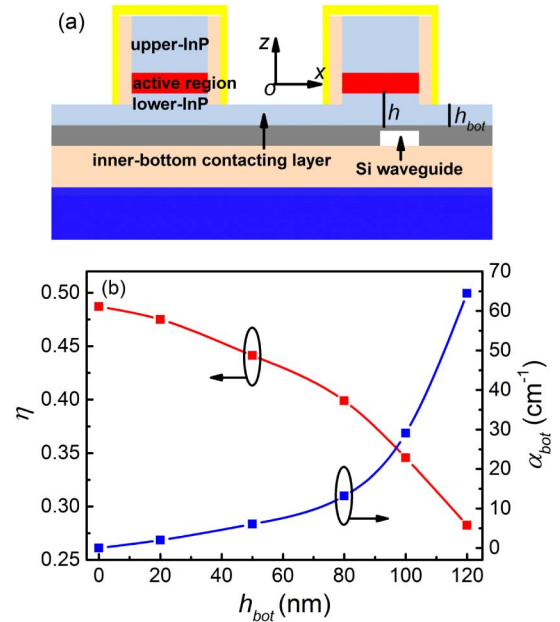 (a)
upper-InP
z
active region
O
x
lower-InP
h
h_bot
inner-bottom contacting layer
Si waveguide
(b)
0.50
0.45
0.40
0.35
0.30
0.25
η
70
60
50
40
30
20
10
0
α_bot (cm⁻¹)
0 20 40 60 80 100 120
h_bot (nm)